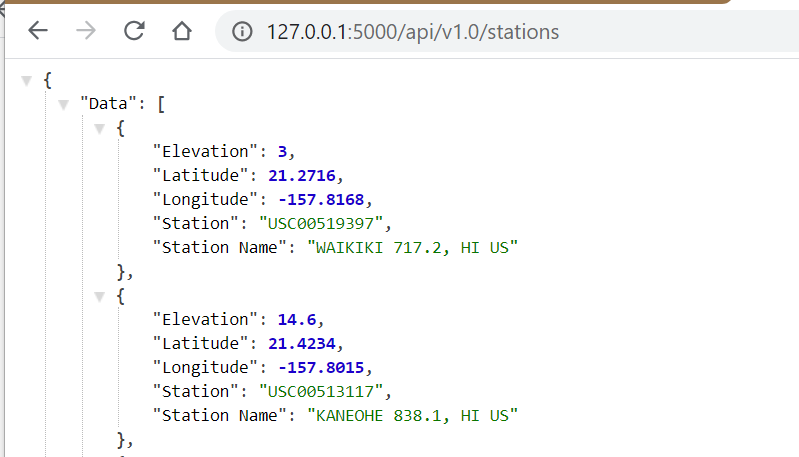 127.0.0.1:5000/api/v1.0/stations
{
"Data": [
{
"Elevation": 3,
"Latitude": 21.2716,
"Longitude": -157.8168,
"Station": "USC00519397",
"Station Name": "WAIKIKI 717.2, HI US"
},
{
"Elevation": 14.6,
"Latitude": 21.4234,
"Longitude": -157.8015,
"Station": "USC00513117",
"Station Name": "KANEOHE 838.1, HI US"
},